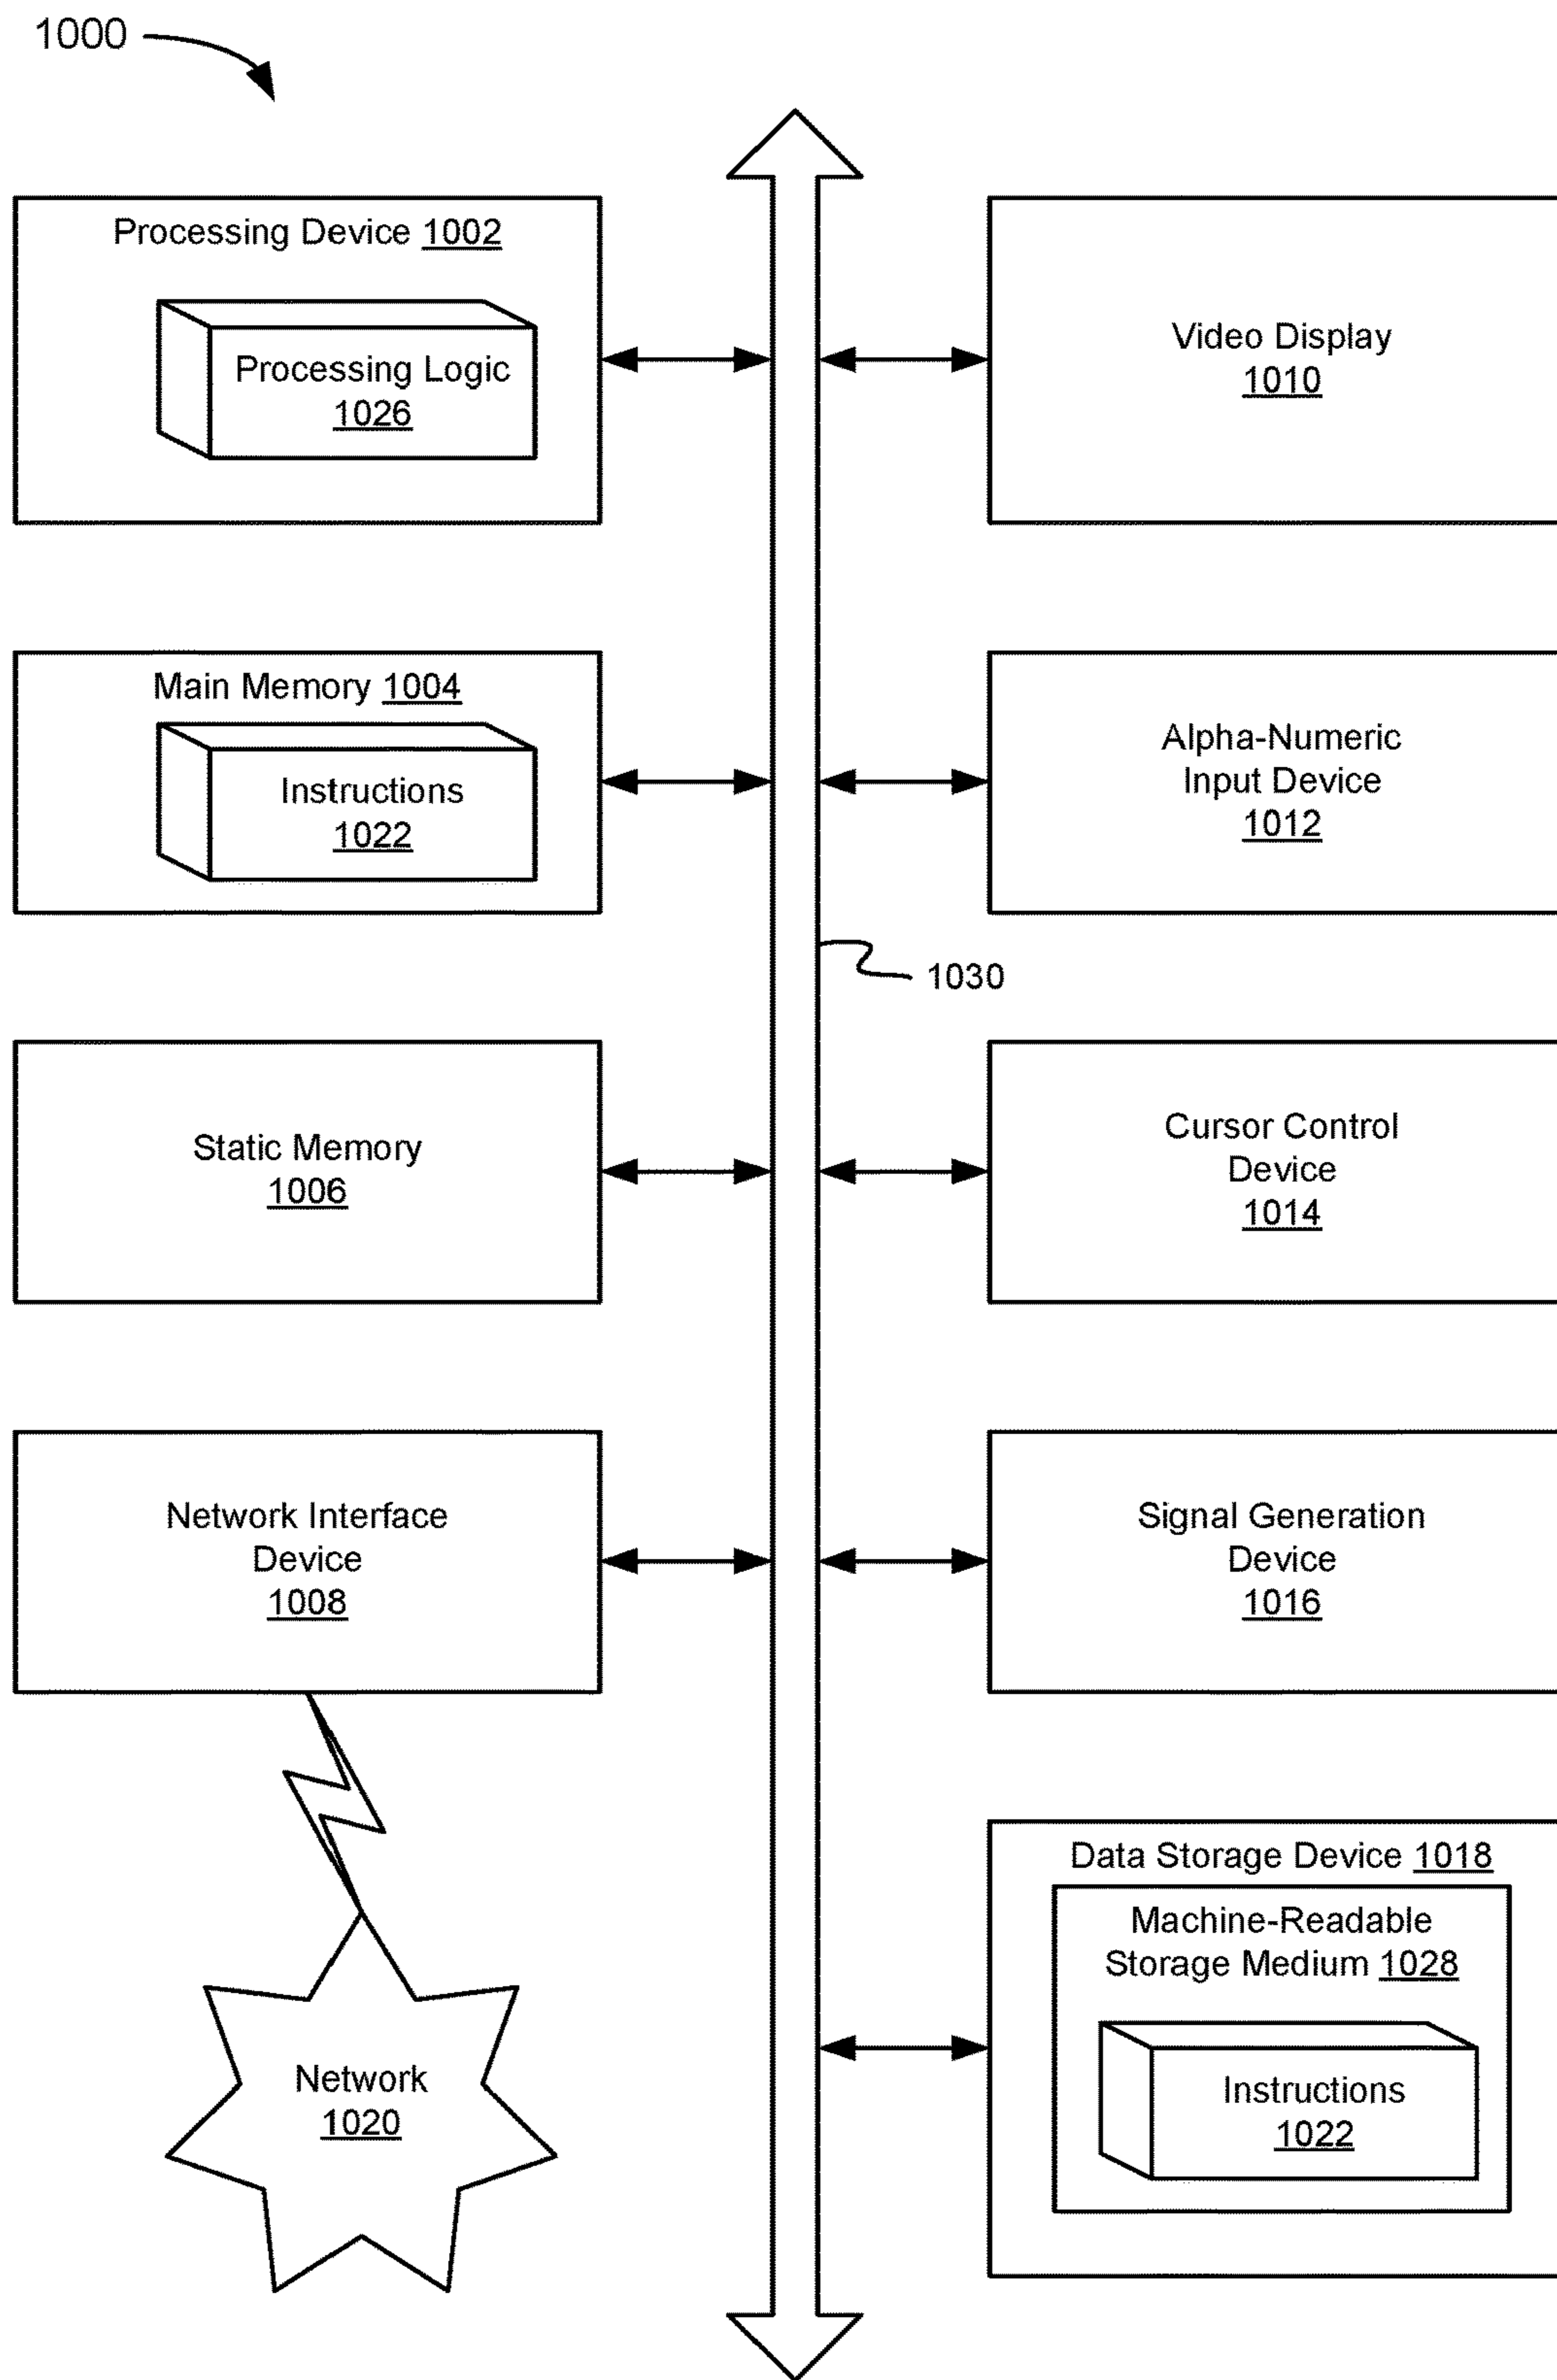 1000
Processing Device 1002
Processing Logic
1026
Video Display
1010
Main Memory 1004
Instructions
1022
Alpha-Numeric
Input Device
1012
1030
Static Memory
1006
Cursor Control
Device
1014
Network Interface
Device
1008
Signal Generation
Device
1016
Data Storage Device 1018
Machine-Readable
Storage Medium 1028
Instructions
1022
Network
1020